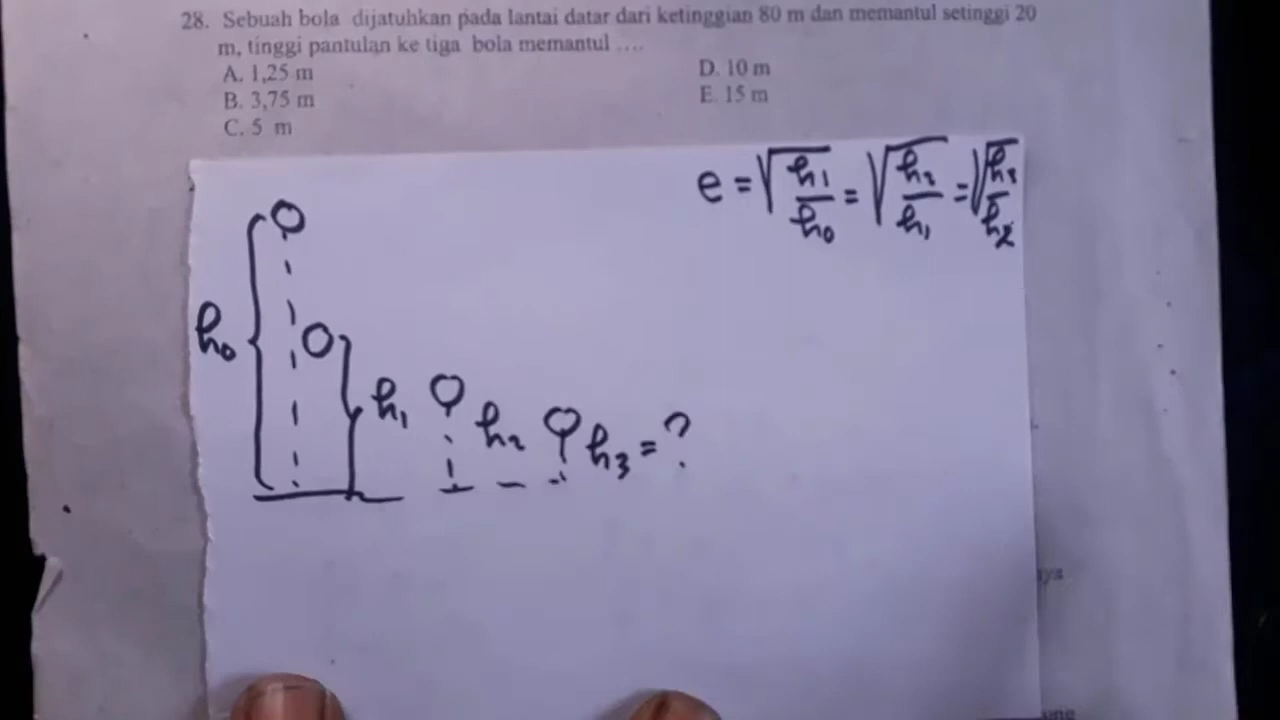 28. Sebuah bola dijatuhkan pada lantai datar dari ketinggian 80 m dan memantul setinggi 20
m, tinggi pantulan ke tiga bola memantul ....
A. 1,25 m
B. 3,75 m
C. 5 m
D. 10 m
E. 15 m
e = √(h₁/h₀) = √(h₂/h₁) = √(h₃/h₂)
h₀
h₁
h₂
h₃ = ?